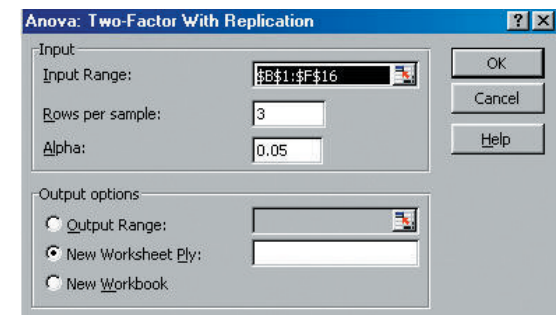 Anova: Two-Factor With Replication
Input
Input Range: $B$1:$F$16
Rows per sample: 3
Alpha: 0.05
OK
Cancel
Help
Output options
Output Range:
New Worksheet Ply:
New Workbook